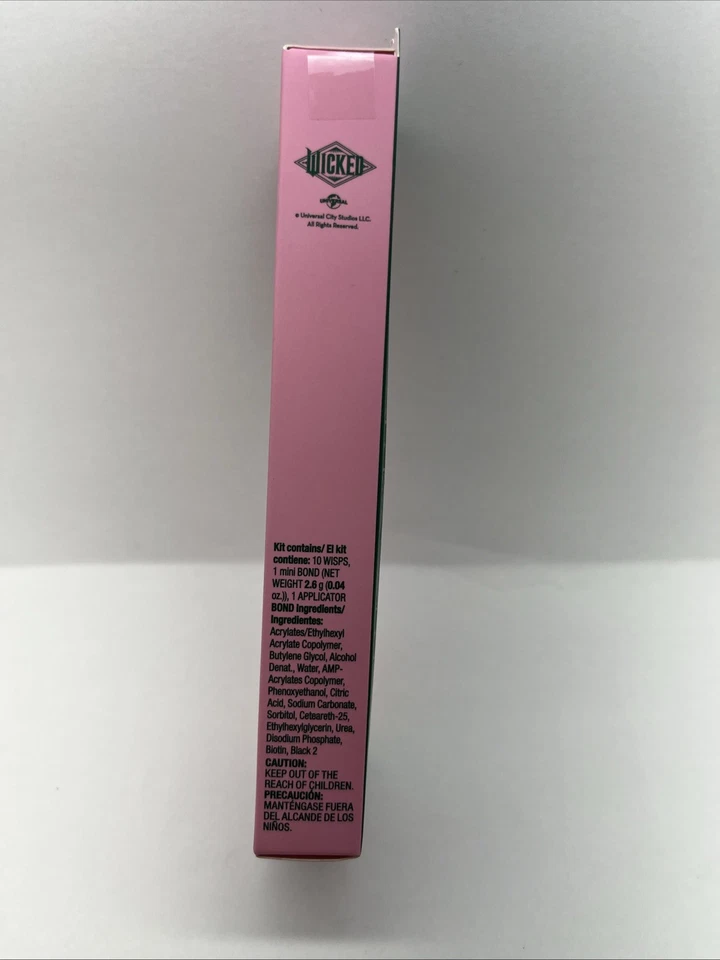 WICKED
UNIVERSAL
© Universal City Studios LLC.
All Rights Reserved.
Kit contains/ El kit
contiene: 10 WISPS,
1 mini BOND (NET
WEIGHT 2.6 g (0.04
oz.)), 1 APPLICATOR
BOND ingredients/
Ingredientes:
Acrylates/Ethylhexyl
Acrylate Copolymer,
Butylene Glycol, Alcohol
Denat., Water, AMP-
Acrylates Copolymer,
Phenoxyethanol, Citric
Acid, Sodium Carbonate,
Sorbitol, Ceteareth-25,
Ethylhexylglycerin, Urea,
Disodium Phosphate,
Biotin, Black 2
CAUTION:
KEEP OUT OF THE
REACH OF CHILDREN.
PRECAUCIÓN:
MANTÉNGASE FUERA
DEL ALCANDE DE LOS
NIÑOS.